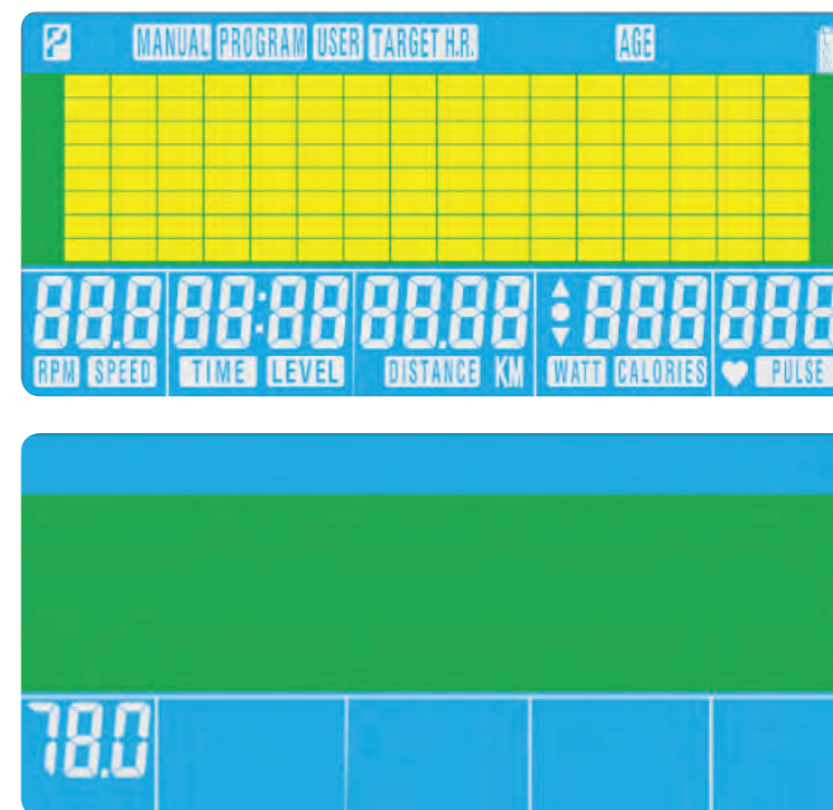 P MANUAL PROGRAM USER TARGET H.R. AGE
88.8 88:88 88.88 888 888
RPM SPEED TIME LEVEL DISTANCE KM WATT CALORIES PULSE
78.0